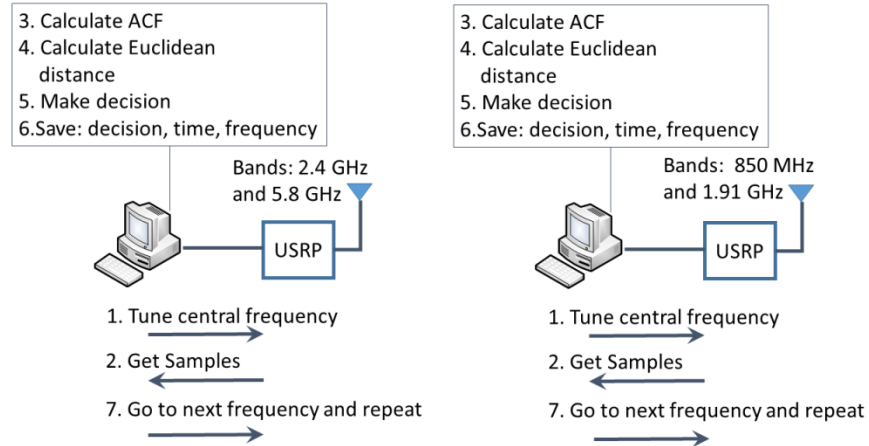 3. Calculate ACF
4. Calculate Euclidean
distance
5. Make decision
6.Save: decision, time, frequency
Bands: 2.4 GHz
and 5.8 GHz
USRP
1. Tune central frequency
2. Get Samples
7. Go to next frequency and repeat
3. Calculate ACF
4. Calculate Euclidean
distance
5. Make decision
6.Save: decision, time, frequency
Bands: 850 MHz
and 1.91 GHz
USRP
1. Tune central frequency
2. Get Samples
7. Go to next frequency and repeat